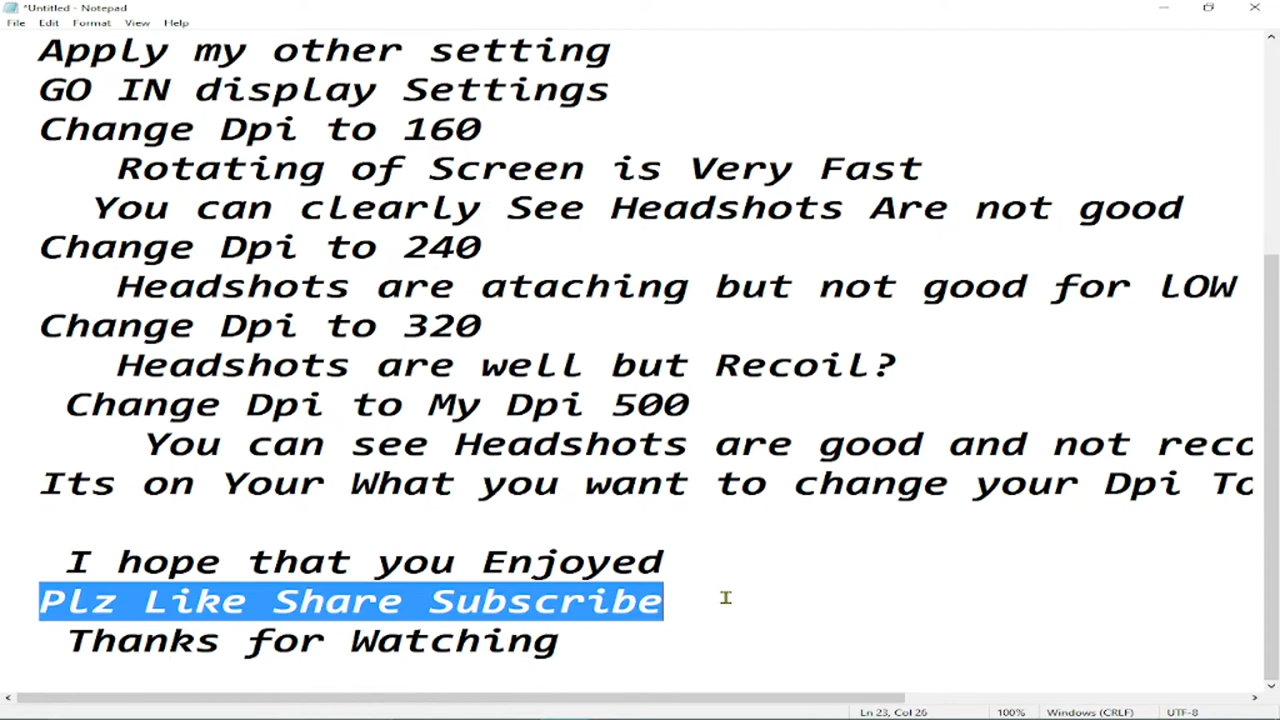 *Untitled - Notepad
File Edit Format View Help
Apply my other setting
GO IN display Settings
Change Dpi to 160
Rotating of Screen is Very Fast
You can clearly See Headshots Are not good
Change Dpi to 240
Headshots are ataching but not good for lOW
Change Dpi to 320
Headshots are well but Recoil?
Change Dpi to My Dpi 500
You can see Headshots are good and not reco
Its on Your What you want to change your Dpi To
I hope that you Enjoyed
Plz Like Share Subscribe
Thanks for Watching
Ln 23, Col 26 100% Windows (CRLF) UTF-8